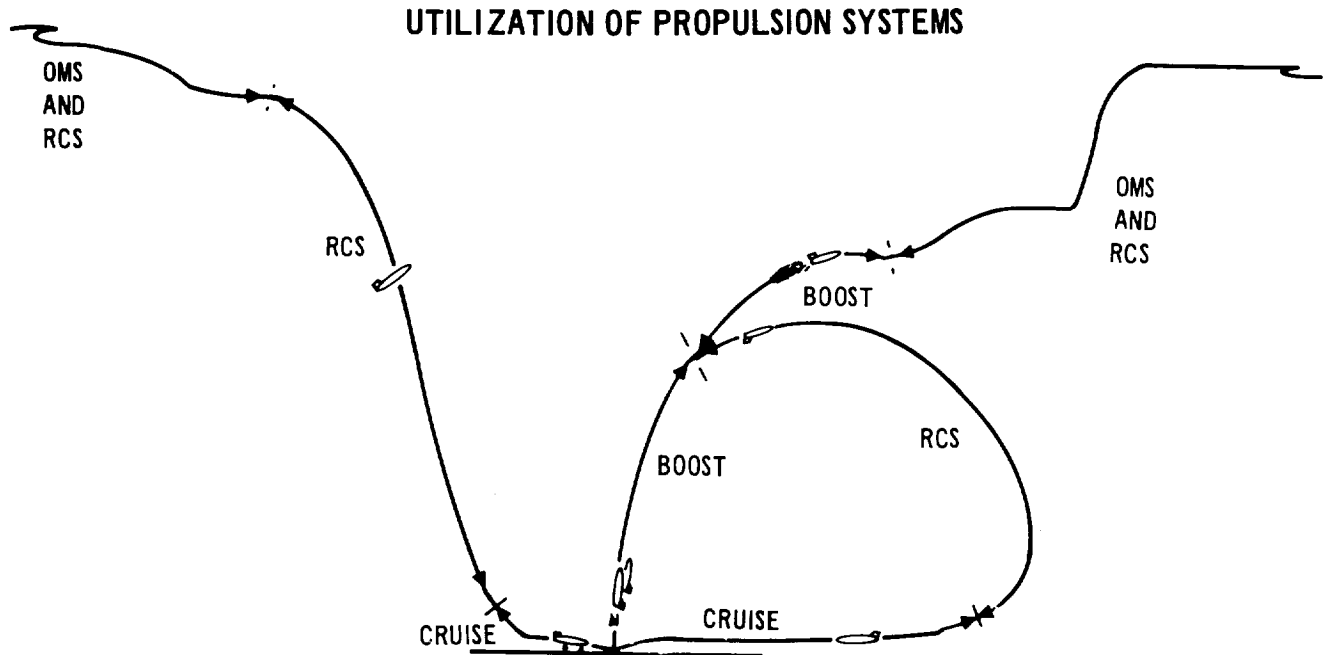 UTILIZATION OF PROPULSION SYSTEMS
OMS
AND
RCS
OMS
AND
RCS
RCS
BOOST
RCS
BOOST
CRUISE
CRUISE